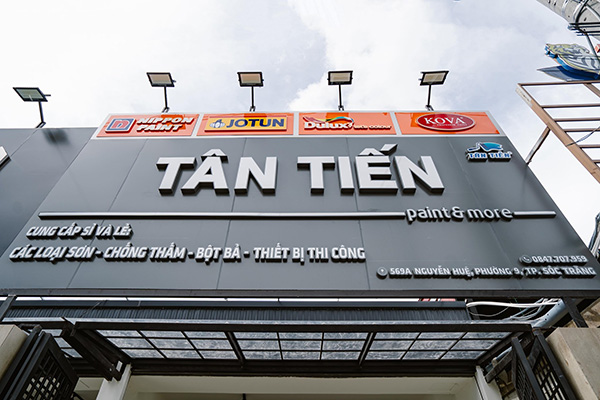 NIPPON PAINT
JOTUN
Dulux
KOVA
TÂN TIẾN
TÂN TIẾN
paint & more
CUNG CẤP SỈ VÀ LẺ
CÁC LOẠI SƠN - CHỐNG THẤM - BỘT BẢ - THIẾT BỊ THI CÔNG
0847.707.959
569A NGUYỄN HUỆ, PHƯỜNG 9, TP. SÓC TRĂNG